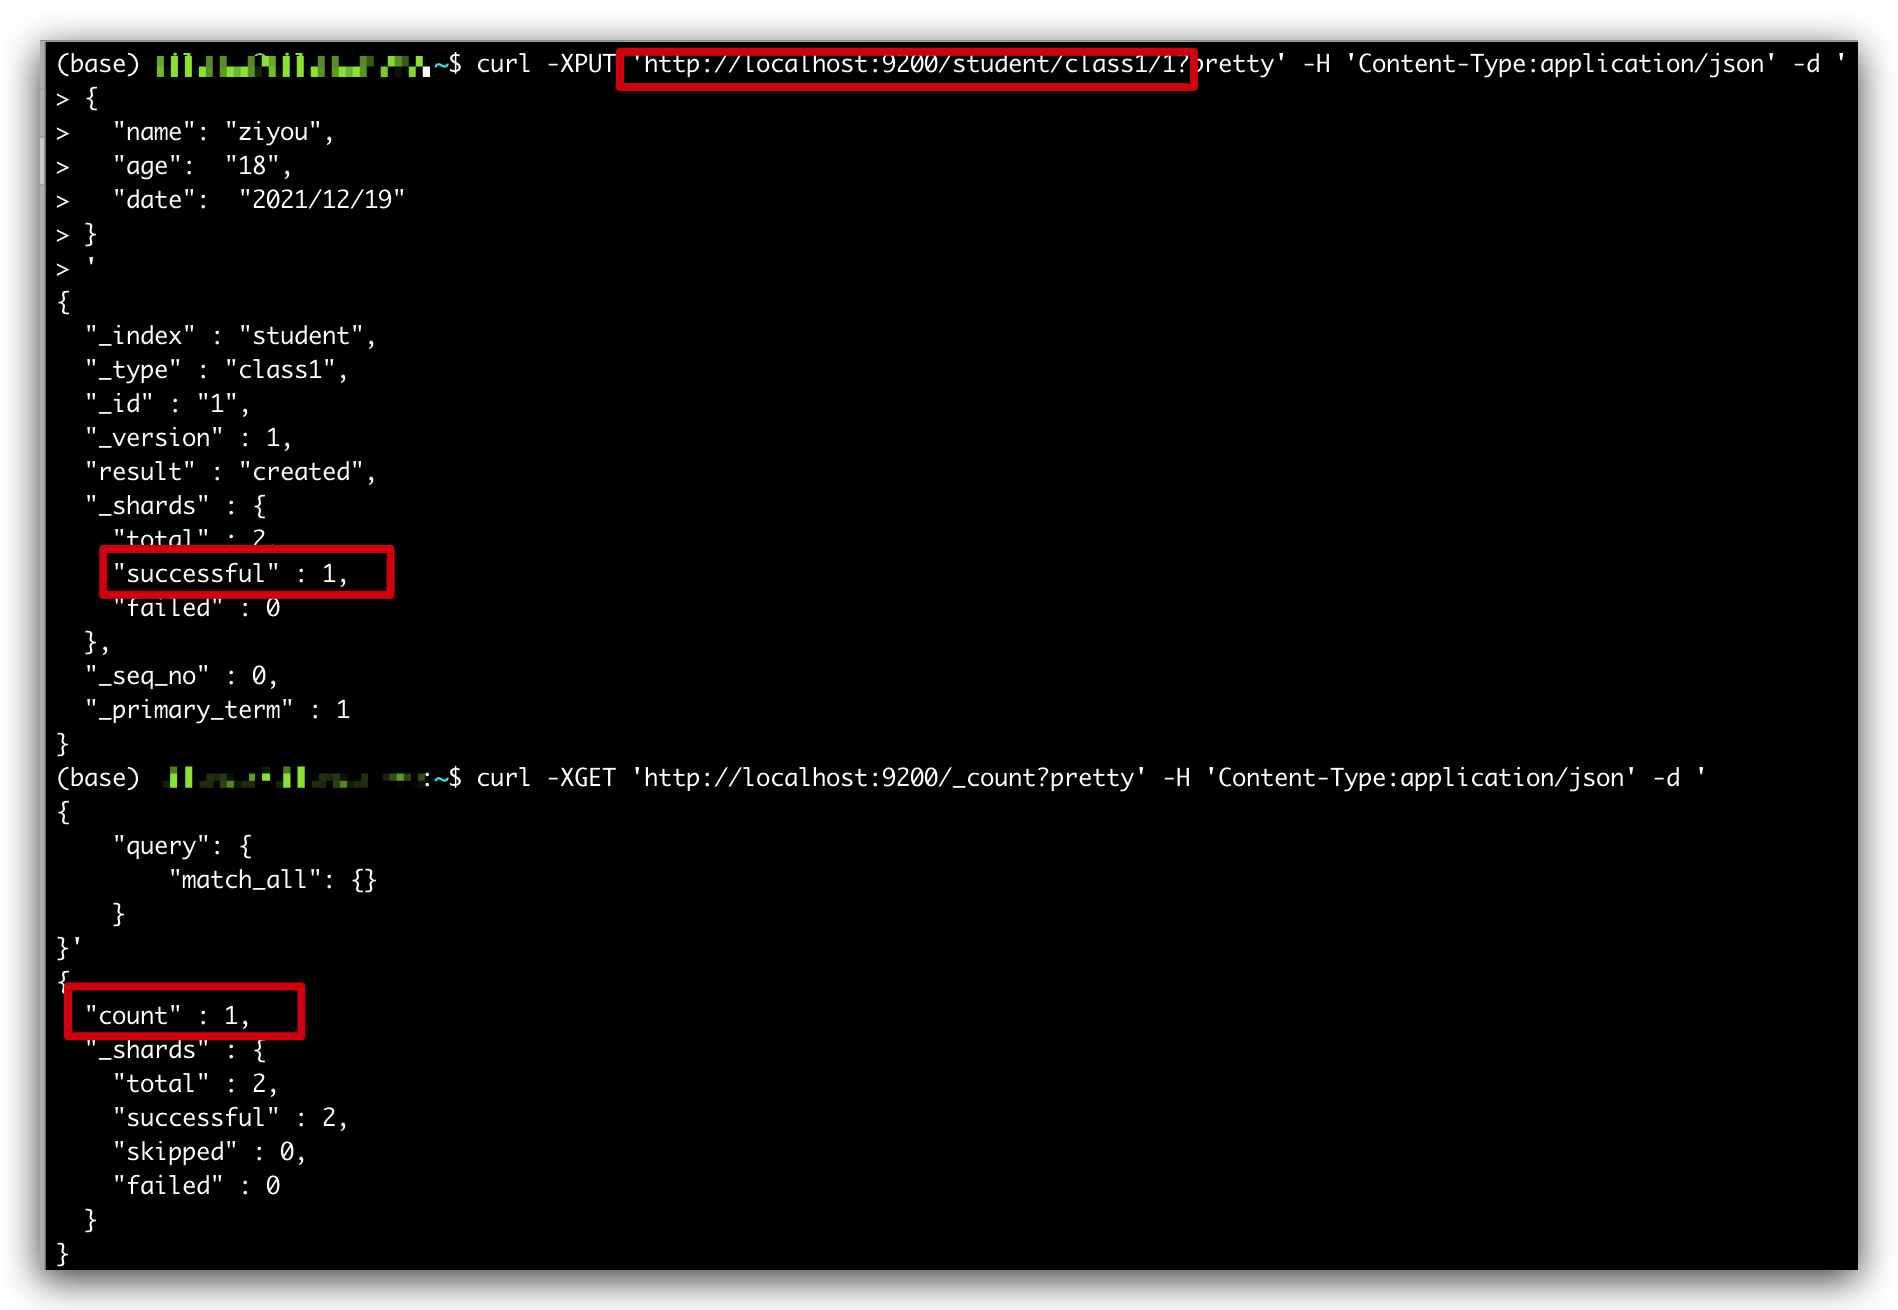 (base) ~$ curl -XPUT 'http://localhost:9200/student/class1/1?pretty' -H 'Content-Type:application/json' -d '
> {
>   "name": "ziyou",
>   "age":  "18",
>   "date":  "2021/12/19"
> }
> '
{
  "_index" : "student",
  "_type" : "class1",
  "_id" : "1",
  "_version" : 1,
  "result" : "created",
  "_shards" : {
    "total" : 2,
    "successful" : 1,
    "failed" : 0
  },
  "_seq_no" : 0,
  "_primary_term" : 1
}
(base) :~$ curl -XGET 'http://localhost:9200/_count?pretty' -H 'Content-Type:application/json' -d '
{
    "query": {
        "match_all": {}
    }
}'
{
  "count" : 1,
  "_shards" : {
    "total" : 2,
    "successful" : 2,
    "skipped" : 0,
    "failed" : 0
  }
}